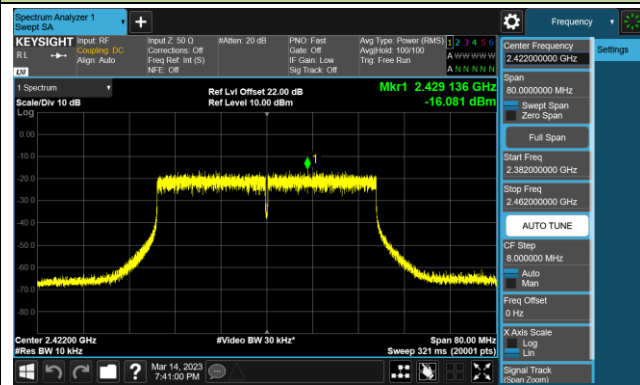 Spectrum Analyzer 1
Swept SA
Frequency
KEYSIGHT
RL
LXI
Input: RF
Coupling: DC
Align: Auto
Input Z: 50 Ω
Corrections: Off
Freq Ref: Int (S)
NFE: Off
#Atten: 20 dB
PNO: Fast
Gate: Off
IF Gain: Low
Sig Track: Off
Avg Type: Power (RMS)
Avg|Hold: 100/100
Trig: Free Run
1 2 3 4 5 6
A W W W W W
A N N N N N
1 Spectrum
Scale/Div 10 dB
Log
Ref Lvl Offset 22.00 dB
Ref Level 10.00 dBm
Mkr1 2.429 136 GHz
-16.081 dBm
1
0.00
-10.0
-20.0
-30.0
-40.0
-50.0
-60.0
-70.0
-80.0
Center 2.42200 GHz
#Res BW 10 kHz
#Video BW 30 kHz*
Span 80.00 MHz
Sweep 321 ms (20001 pts)
Mar 14, 2023
7:41:00 PM
Center Frequency
2.422000000 GHz
Settings
Span
80.0000000 MHz
Swept Span
Zero Span
Full Span
Start Freq
2.382000000 GHz
Stop Freq
2.462000000 GHz
AUTO TUNE
CF Step
8.000000 MHz
Auto
Man
Freq Offset
0 Hz
X Axis Scale
Log
Lin
Signal Track
(Span Zoom)